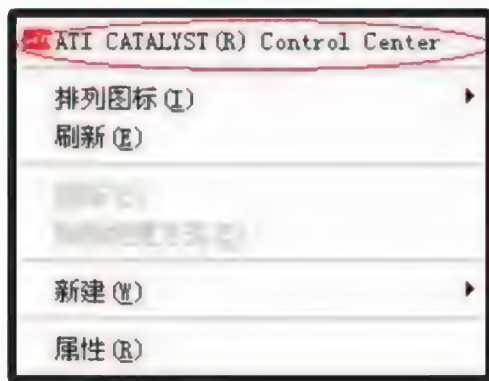 ATI CATALYST(R) Control Center
排列图标(I)
刷新(E)
新建(W)
属性(R)